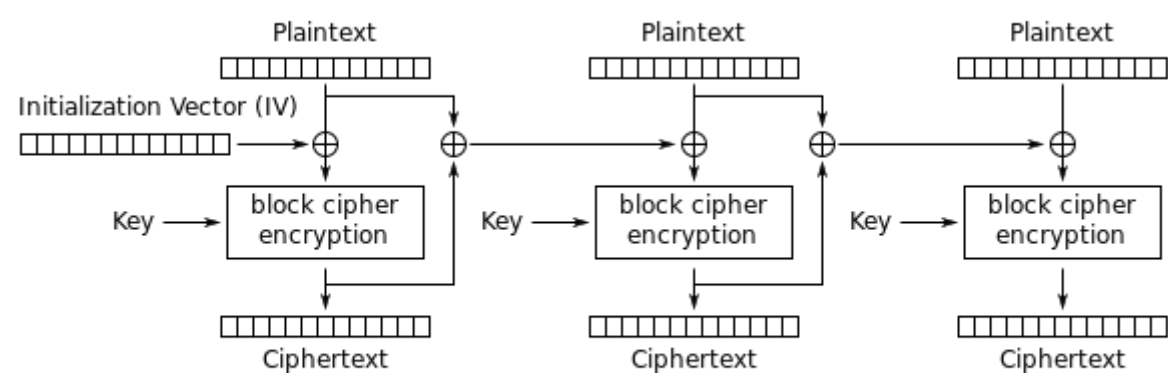 Plaintext
Plaintext
Plaintext
Initialization Vector (IV)
Key
block cipher
encryption
Key
block cipher
encryption
Key
block cipher
encryption
Ciphertext
Ciphertext
Ciphertext